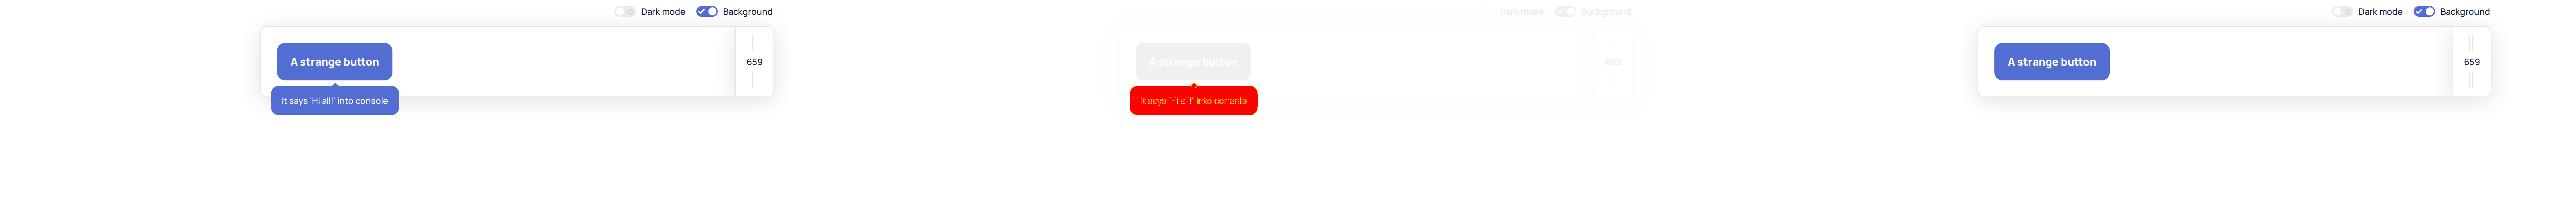 Dark mode Background
A strange button
659
It says 'Hi all!' into console
Dark mode Background
A strange button
659
It says 'Hi all!' into console
Dark mode Background
A strange button
659